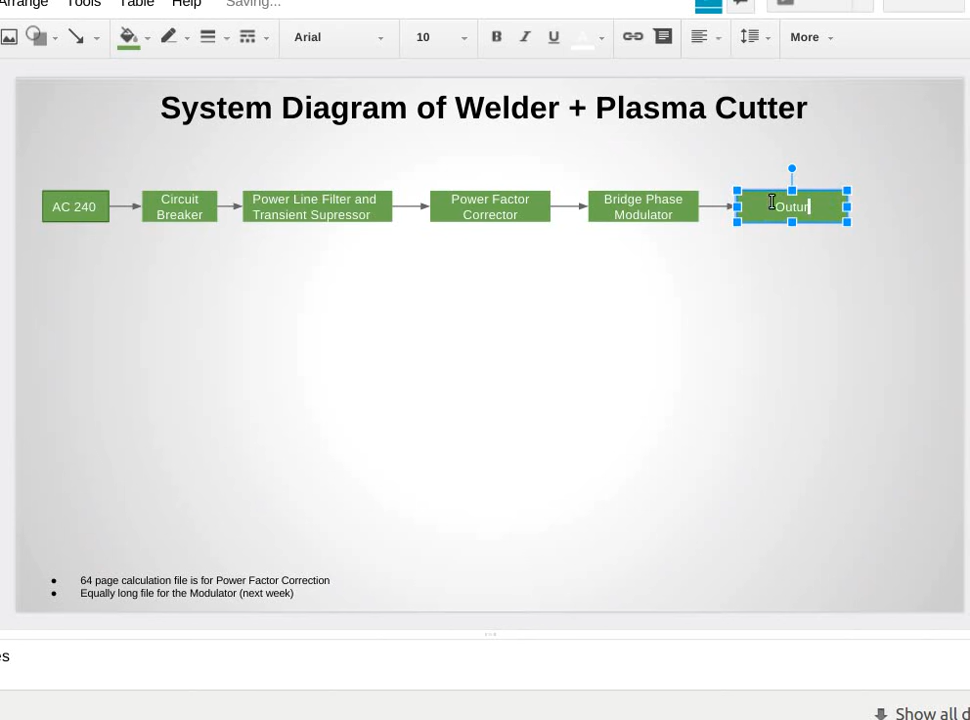 Arrange Tools Table Help Saving...
Arial 10 B I U A More
System Diagram of Welder + Plasma Cutter
AC 240
Circuit
Breaker
Power Line Filter and
Transient Supressor
Power Factor
Corrector
Bridge Phase
Modulator
Outur
● 64 page calculation file is for Power Factor Correction
● Equally long file for the Modulator (next week)
es
Show all d